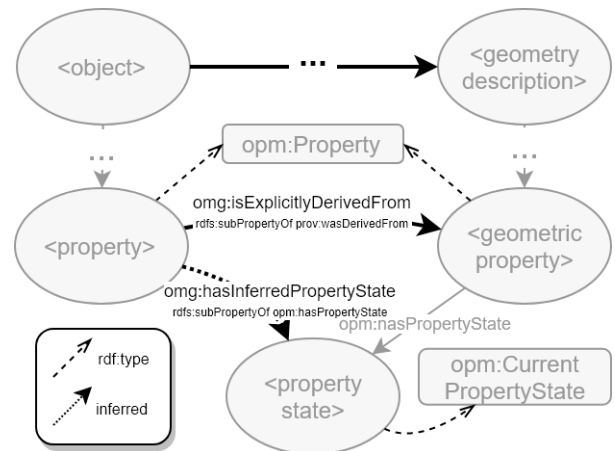 <object>
...
<geometry
description>
...
opm:Property
...
omg:isExplicitlyDerivedFrom
rdfs:subPropertyOf prov:wasDerivedFrom
<property>
<geometric
property>
omg:hasInferredPropertyState
rdfs:subPropertyOf opm:hasPropertyState
opm:hasPropertyState
rdf:type
inferred
<property
state>
opm:Current
PropertyState